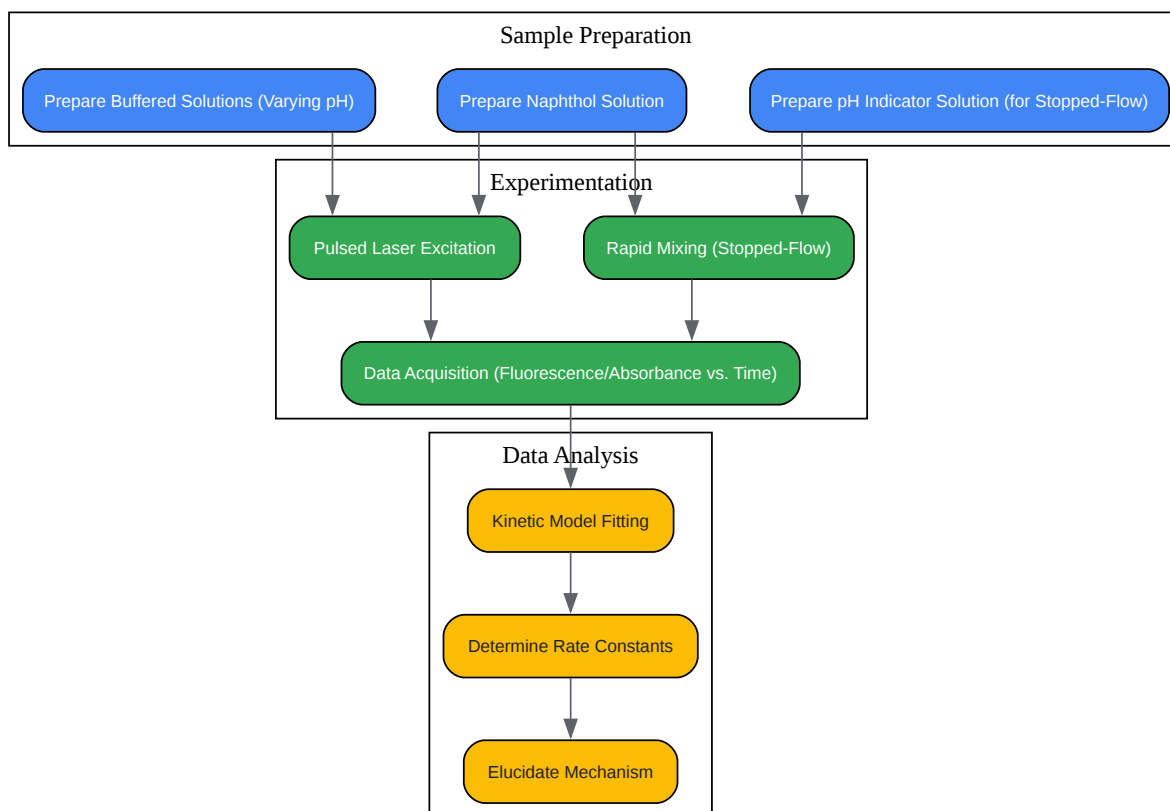 Sample Preparation
Prepare Buffered Solutions (Varying pH)
Prepare Naphthol Solution
Prepare pH Indicator Solution (for Stopped-Flow)
Experimentation
Pulsed Laser Excitation
Rapid Mixing (Stopped-Flow)
Data Acquisition (Fluorescence/Absorbance vs. Time)
Data Analysis
Kinetic Model Fitting
Determine Rate Constants
Elucidate Mechanism